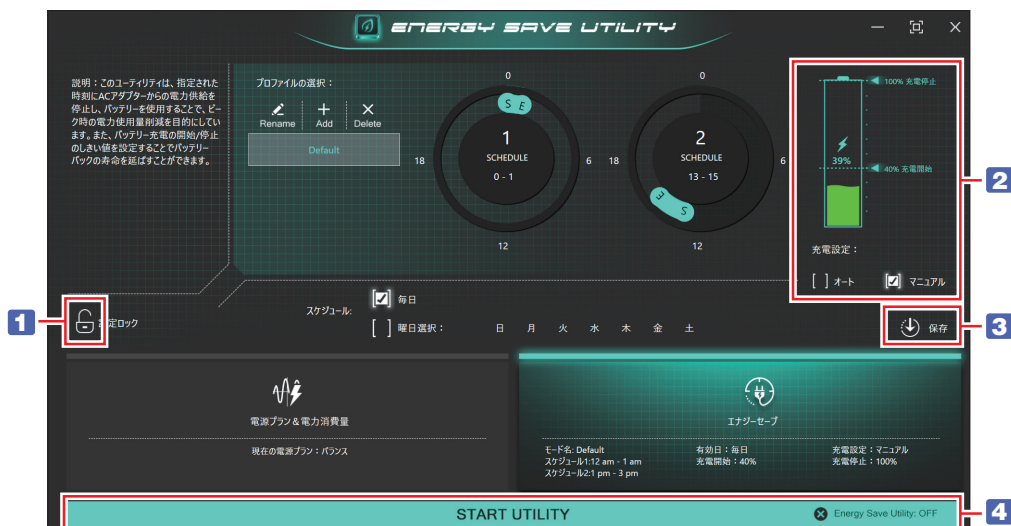 ENERGY SAVE UTILITY
説明：このユーティリティは、指定された
時刻にACアダプターからの電力供給を
停止し、バッテリーを使用することで、ピー
ク時の電力使用量削減を目的にしてい
ます。また、バッテリー充電の開始/停止
のしきい値を設定することでバッテリー
パックの寿命を延ばすことができます。
プロファイルの選択：
Rename Add Delete
Default
0
S E
1
SCHEDULE
0 - 1
18
6
12
0
2
SCHEDULE
13 - 15
18
6
E S
12
100% 充電停止
39%
40% 充電開始
充電設定：
[ ] オート
マニュアル
2
1
定ロック
スケジュール:
毎日
[ ] 曜日選択： 日 月 火 水 木 金 土
保存
3
電源プラン＆電力消費量
現在の電源プラン：バランス
エナジーセーブ
モード名: Default
スケジュール1:12 am - 1 am
スケジュール2:1 pm - 3 pm
有効日：毎日
充電開始：40%
充電設定：マニュアル
充電停止：100%
START UTILITY
Energy Save Utility: OFF
4